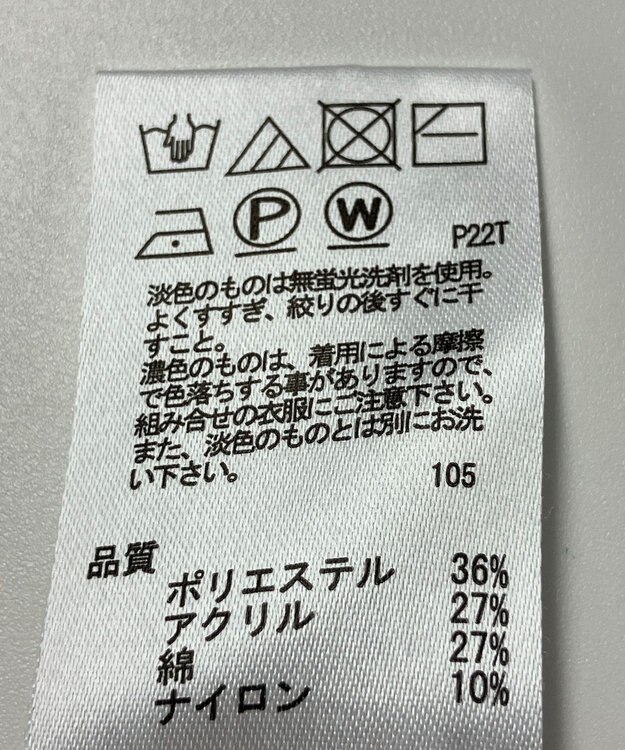 P W P22T
淡色のものは無蛍光洗剤を使用。
よくすすぎ、絞りの後すぐに干
すこと。
濃色のものは、着用による摩擦
で色落ちする事がありますので、
組み合せの衣服にご注意下さい。
また、淡色のものとは別にお洗
い下さい。 105
品質
ポリエステル 36%
アクリル 27%
綿 27%
ナイロン 10%